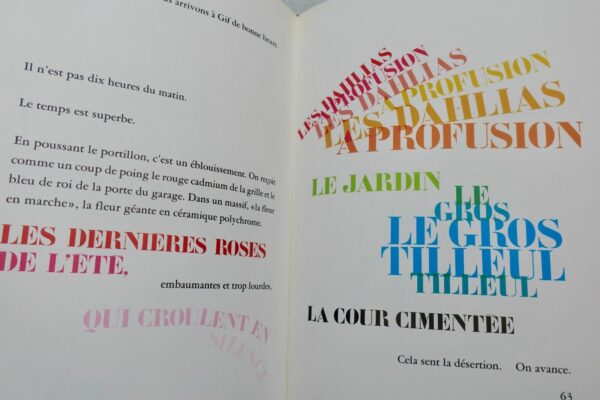 s arrivons à Gif de bonne heure.
Il n'est pas dix heures du matin.
Le temps est superbe.
En poussant le portillon, c'est un éblouissement. On reçoit
comme un coup de poing le rouge cadmium de la grille et le
bleu de roi de la porte du garage. Dans un massif, «la fleur
en marche», la fleur géante en céramique polychrome.
LES DERNIERES ROSES
DE L'ETE,
embaumantes et trop lourdes,
QUI CROULENT EN
SILENCE
LES DAHLIAS
A PROFUSION
LES DAHLIAS
A PROFUSION
LES DAHLIAS
A PROFUSION
LE JARDIN
LE
GROS
LE GROS
TILLEUL
TILLEUL
LA COUR CIMENTEE
Cela sent la désertion. On avance.
63